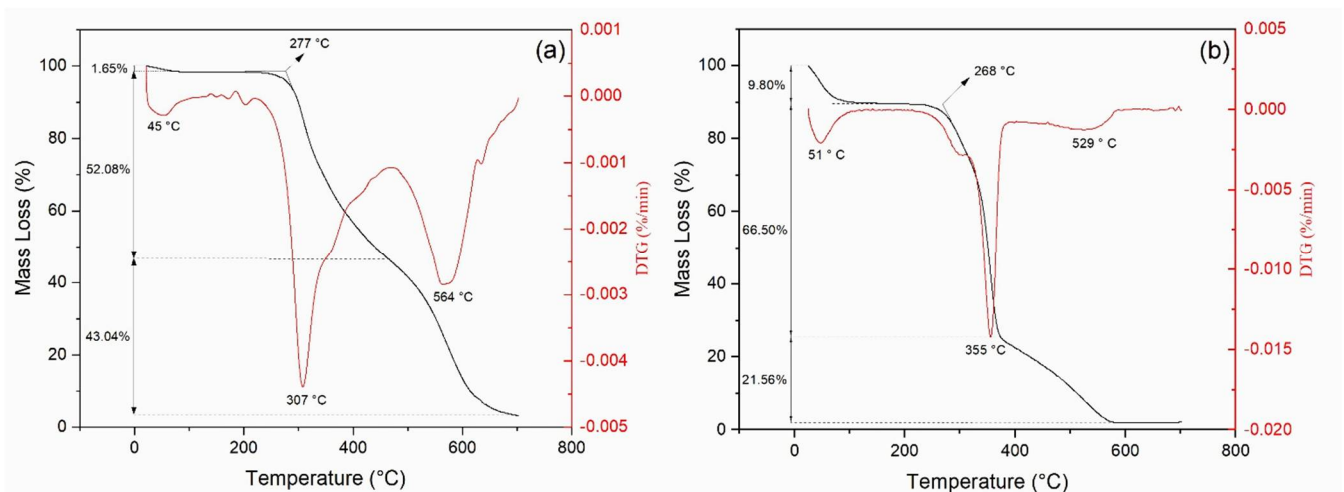 (a)
277 °C
0.001
100
1.65%
0.000
45 °C
80
-0.001
52.08%
60
-0.002
40
564 °C
-0.003
43.04%
20
-0.004
307 °C
0
-0.005
0 200 400 600 800
Mass Loss (%)
DTG (%/min)
Temperature (°C)
(b)
0.005
268 °C
100
9.80%
0.000
51 ° C
529 °C
80
-0.005
66.50%
60
40
-0.010
355 °C
-0.015
20
21.56%
0
-0.020
0 200 400 600 800
Mass Loss (%)
DTG (%/min)
Temperature (°C)